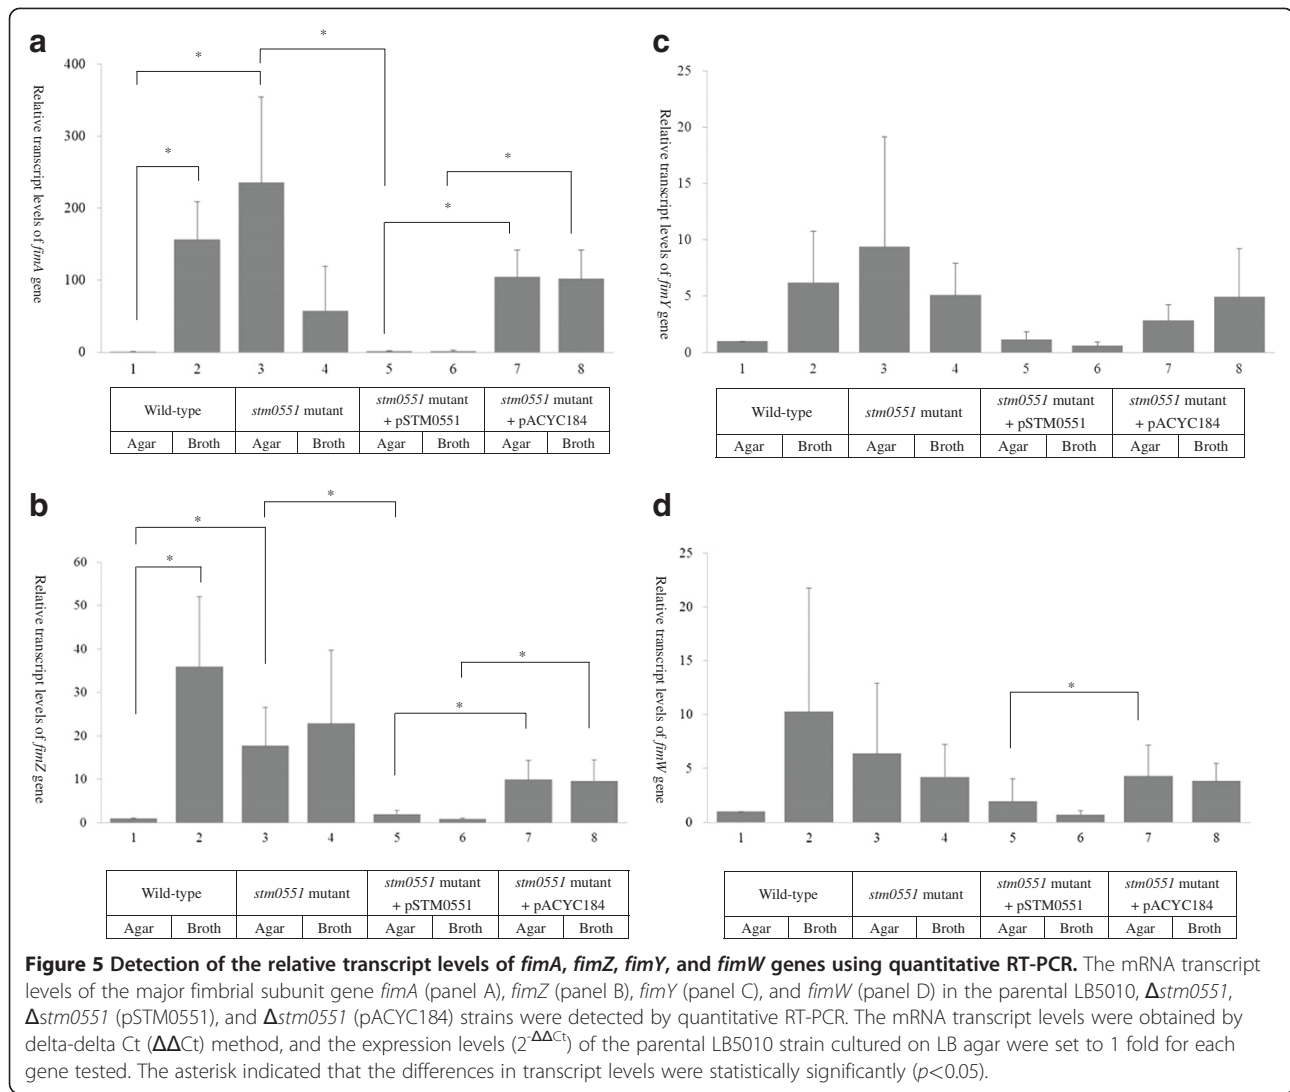 a
Relative transcript levels of fimA gene
400
300
200
100
0
*
*
*
*
*
1 2 3 4 5 6 7 8
Wild-type stm0551 mutant stm0551 mutant + pSTM0551 stm0551 mutant + pACYC184
Agar Broth Agar Broth Agar Broth Agar Broth
c
Relative transcript levels of fimY gene
25
20
15
10
5
0
1 2 3 4 5 6 7 8
Wild-type stm0551 mutant stm0551 mutant + pSTM0551 stm0551 mutant + pACYC184
Agar Broth Agar Broth Agar Broth Agar Broth
b
Relative transcript levels of fimZ gene
60
50
40
30
20
10
0
*
*
*
*
*
1 2 3 4 5 6 7 8
Wild-type stm0551 mutant stm0551 mutant + pSTM0551 stm0551 mutant + pACYC184
Agar Broth Agar Broth Agar Broth Agar Broth
d
Relative transcript levels of fimW gene
25
20
15
10
5
0
*
1 2 3 4 5 6 7 8
Wild-type stm0551 mutant stm0551 mutant + pSTM0551 stm0551 mutant + pACYC184
Agar Broth Agar Broth Agar Broth Agar Broth
Figure 5 Detection of the relative transcript levels of fimA, fimZ, fimY, and fimW genes using quantitative RT-PCR. The mRNA transcript
levels of the major fimbrial subunit gene fimA (panel A), fimZ (panel B), fimY (panel C), and fimW (panel D) in the parental LB5010, Δstm0551,
Δstm0551 (pSTM0551), and Δstm0551 (pACYC184) strains were detected by quantitative RT-PCR. The mRNA transcript levels were obtained by
delta-delta Ct (ΔΔCt) method, and the expression levels (2-ΔΔCt) of the parental LB5010 strain cultured on LB agar were set to 1 fold for each
gene tested. The asterisk indicated that the differences in transcript levels were statistically significantly (p<0.05).